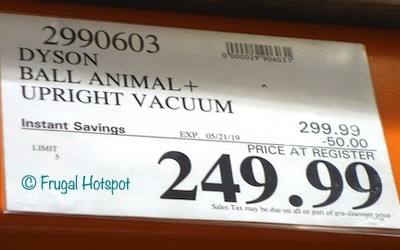 2990603
0000029906031
DYSON
BALL ANIMAL+
UPRIGHT VACUUM
Instant Savings EXP. 05/21/19 299.99
-50.00
LIMIT PRICE AT REGISTER
5
249.99
© Frugal Hotspot
Sales Tax may be due on all or part of pre-discount price